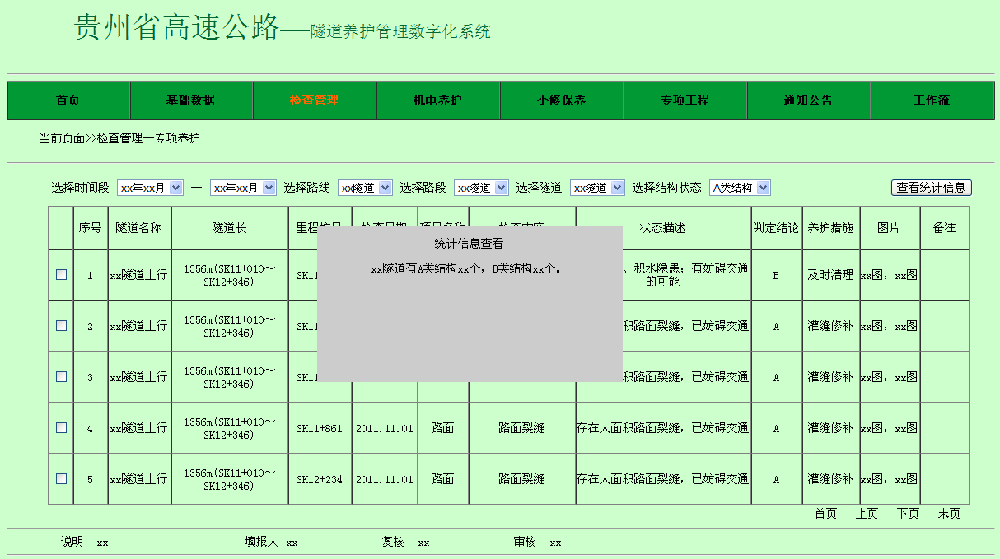 贵州省高速公路——隧道养护管理数字化系统
首页 基础数据 检查管理 机电养护 小修保养 专项工程 通知公告 工作流
当前页面>>检查管理—专项养护
选择时间段 xx年xx月 — xx年xx月 选择路线 xx隧道 选择路段 xx隧道 选择隧道 xx隧道 选择结构状态 A类结构 查看统计信息
序号 隧道名称 隧道长 里程桩号 检查日期 项目名称 检查内容 状态描述 判定结论 养护措施 图片 备注
统计信息查看
xx隧道有A类结构xx个，B类结构xx个。
1 xx隧道上行 1356m(SK11+010～ SK11 、积水隐患；有妨碍交通 B 及时清理 xx图，xx图
SK12+346) 的可能
2 xx隧道上行 1356m(SK11+010～ SK11 积路面裂缝，已妨碍交通 A 灌缝修补 xx图，xx图
SK12+346)
3 xx隧道上行 1356m(SK11+010～ SK11 积路面裂缝，已妨碍交通 A 灌缝修补 xx图，xx图
SK12+346)
4 xx隧道上行 1356m(SK11+010～ SK11+861 2011.11.01 路面 路面裂缝 存在大面积路面裂缝，已妨碍交通 A 灌缝修补 xx图，xx图
SK12+346)
5 xx隧道上行 1356m(SK11+010～ SK12+234 2011.11.01 路面 路面裂缝 存在大面积路面裂缝，已妨碍交通 A 灌缝修补 xx图，xx图
SK12+346)
首页 上页 下页 末页
说明 xx 填报人 xx 复核 xx 审核 xx